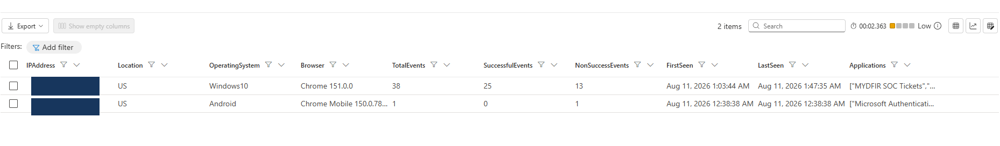 Export Show empty columns 2 items Search 00:02.363 Low
Filters: Add filter
IPAddress Location OperatingSystem Browser TotalEvents SuccessfulEvents NonSuccessEvents FirstSeen LastSeen Applications
US Windows10 Chrome 151.0.0 38 25 13 Aug 11, 2026 1:03:44 AM Aug 11, 2026 1:47:35 AM ["MYDFIR SOC Tickets","...
US Android Chrome Mobile 150.0.78... 1 0 1 Aug 11, 2026 12:38:38 AM Aug 11, 2026 12:38:38 AM ["Microsoft Authenticati...